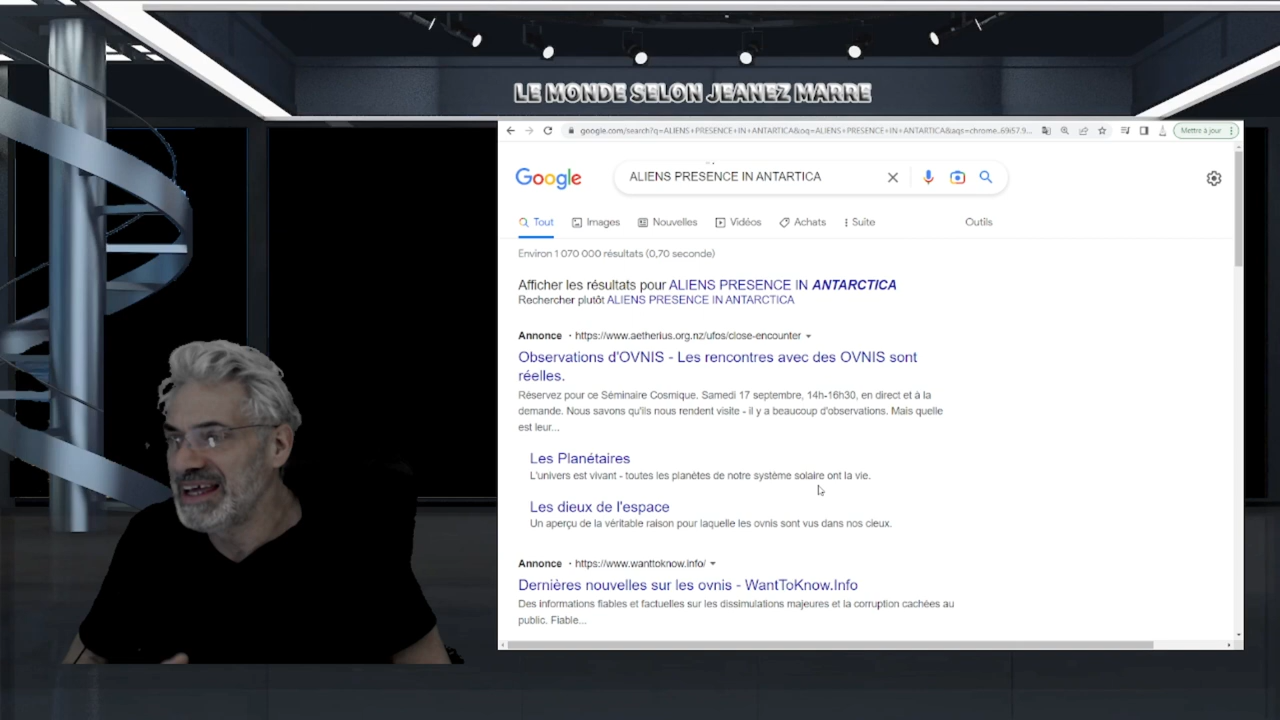 LE MONDE SELON JEANEZ MARRE
google.com/search?q=ALIENS+PRESENCE+IN+ANTARTICA&oq=ALIENS+PRESENCE+IN+ANTARTICA&aqs=chrome..69i57.9...
Mettre à jour
Google
ALIENS PRESENCE IN ANTARTICA
Tout Images Nouvelles Vidéos Achats Suite Outils
Environ 1 070 000 résultats (0,70 seconde)
Afficher les résultats pour ALIENS PRESENCE IN ANTARCTICA
Rechercher plutôt ALIENS PRESENCE IN ANTARCTICA
Annonce · https://www.aetherius.org.nz/ufos/close-encounter
Observations d'OVNIS - Les rencontres avec des OVNIS sont
réelles.
Réservez pour ce Séminaire Cosmique. Samedi 17 septembre, 14h-16h30, en direct et à la
demande. Nous savons qu'ils nous rendent visite - il y a beaucoup d'observations. Mais quelle
est leur...
Les Planétaires
L'univers est vivant - toutes les planètes de notre système solaire ont la vie.
Les dieux de l'espace
Un aperçu de la véritable raison pour laquelle les ovnis sont vus dans nos cieux.
Annonce · https://www.wanttoknow.info/
Dernières nouvelles sur les ovnis - WantToKnow.Info
Des informations fiables et factuelles sur les dissimulations majeures et la corruption cachées au
public. Fiable...